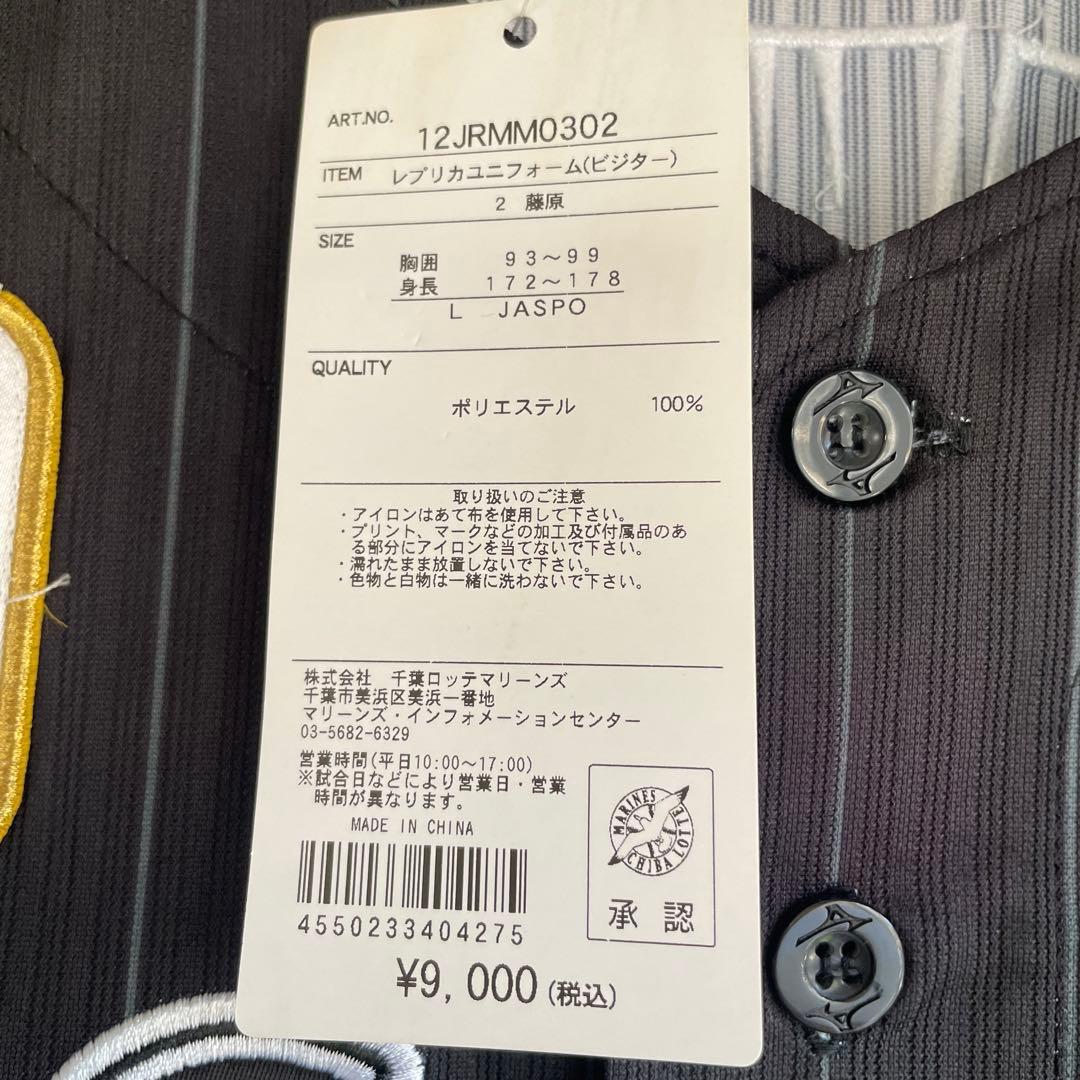 ART.NO. 12JRMM0302
ITEM レプリカユニフォーム(ビジター)
2 藤原
SIZE
胸囲 93～99
身長 172～178
L JASPO
QUALITY
ポリエステル 100%
取り扱いのご注意
・アイロンはあて布を使用して下さい。
・プリント、マークなどの加工及び付属品のあ
る部分にアイロンを当てないで下さい。
・濡れたまま放置しないで下さい。
・色物と白物は一緒に洗わないで下さい。
株式会社 千葉ロッテマリーンズ
千葉市美浜区美浜一番地
マリーンズ・インフォメーションセンター
03-5682-6329
営業時間(平日10:00～17:00)
※試合日などにより営業日・営業
時間が異なります。
MADE IN CHINA
4550233404275
MARINES
CHIBA LOTTE
承認
¥9,000(税込)